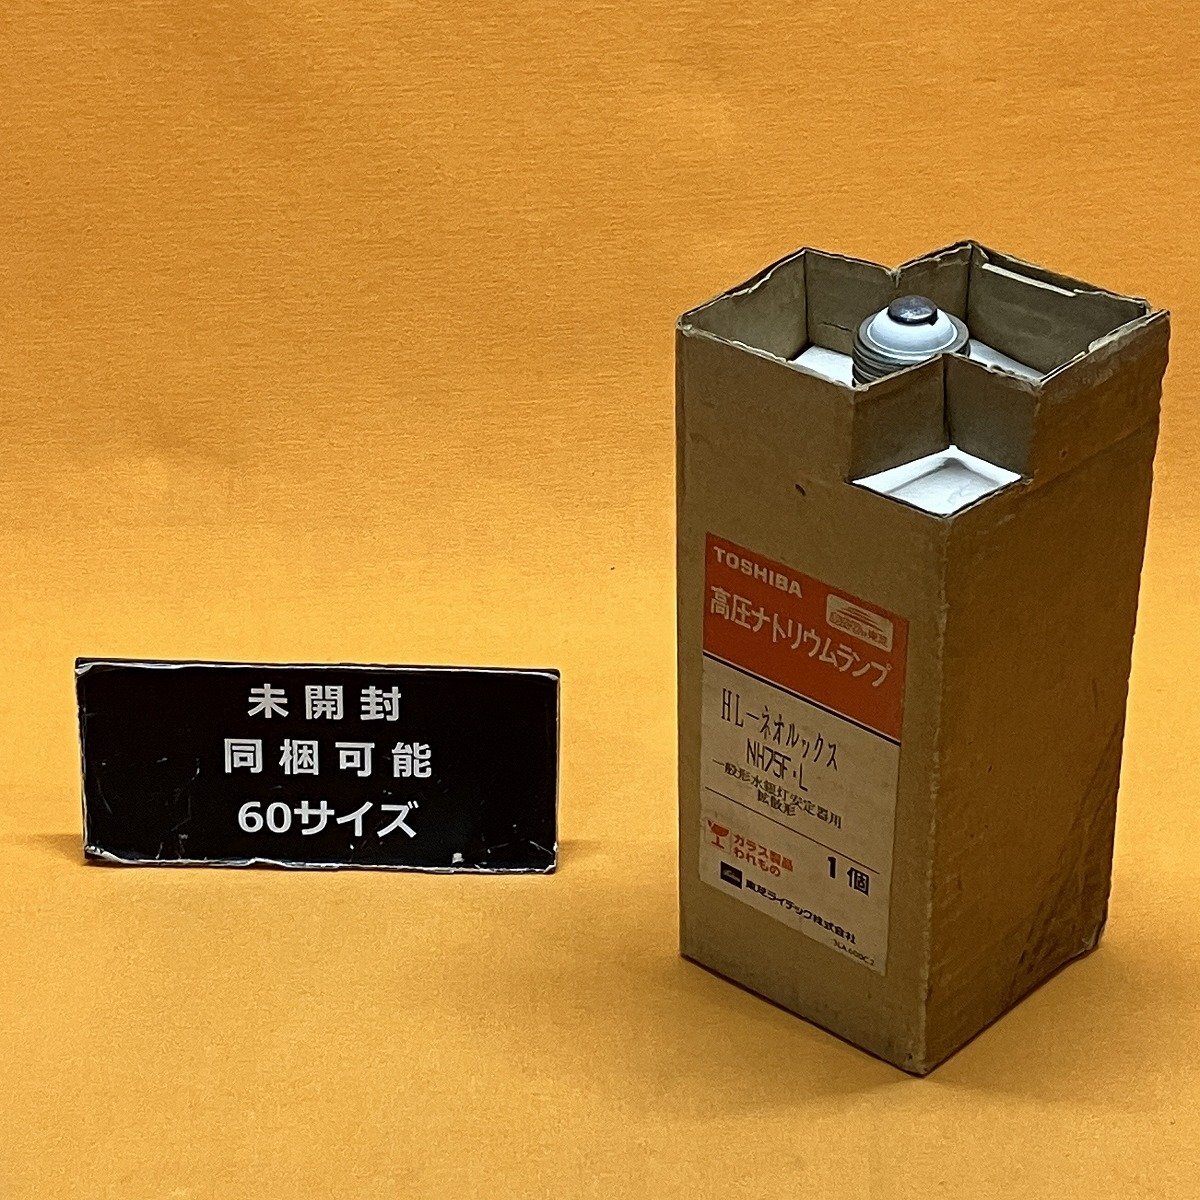 未開封
同梱可能
60サイズ
TOSHIBA
高圧ナトリウムランプ
HL-ネオルックス
NH75F・L
一般形水銀灯安定器用
拡散形
ガラス製品
われもの
1個
東芝ライテック株式会社